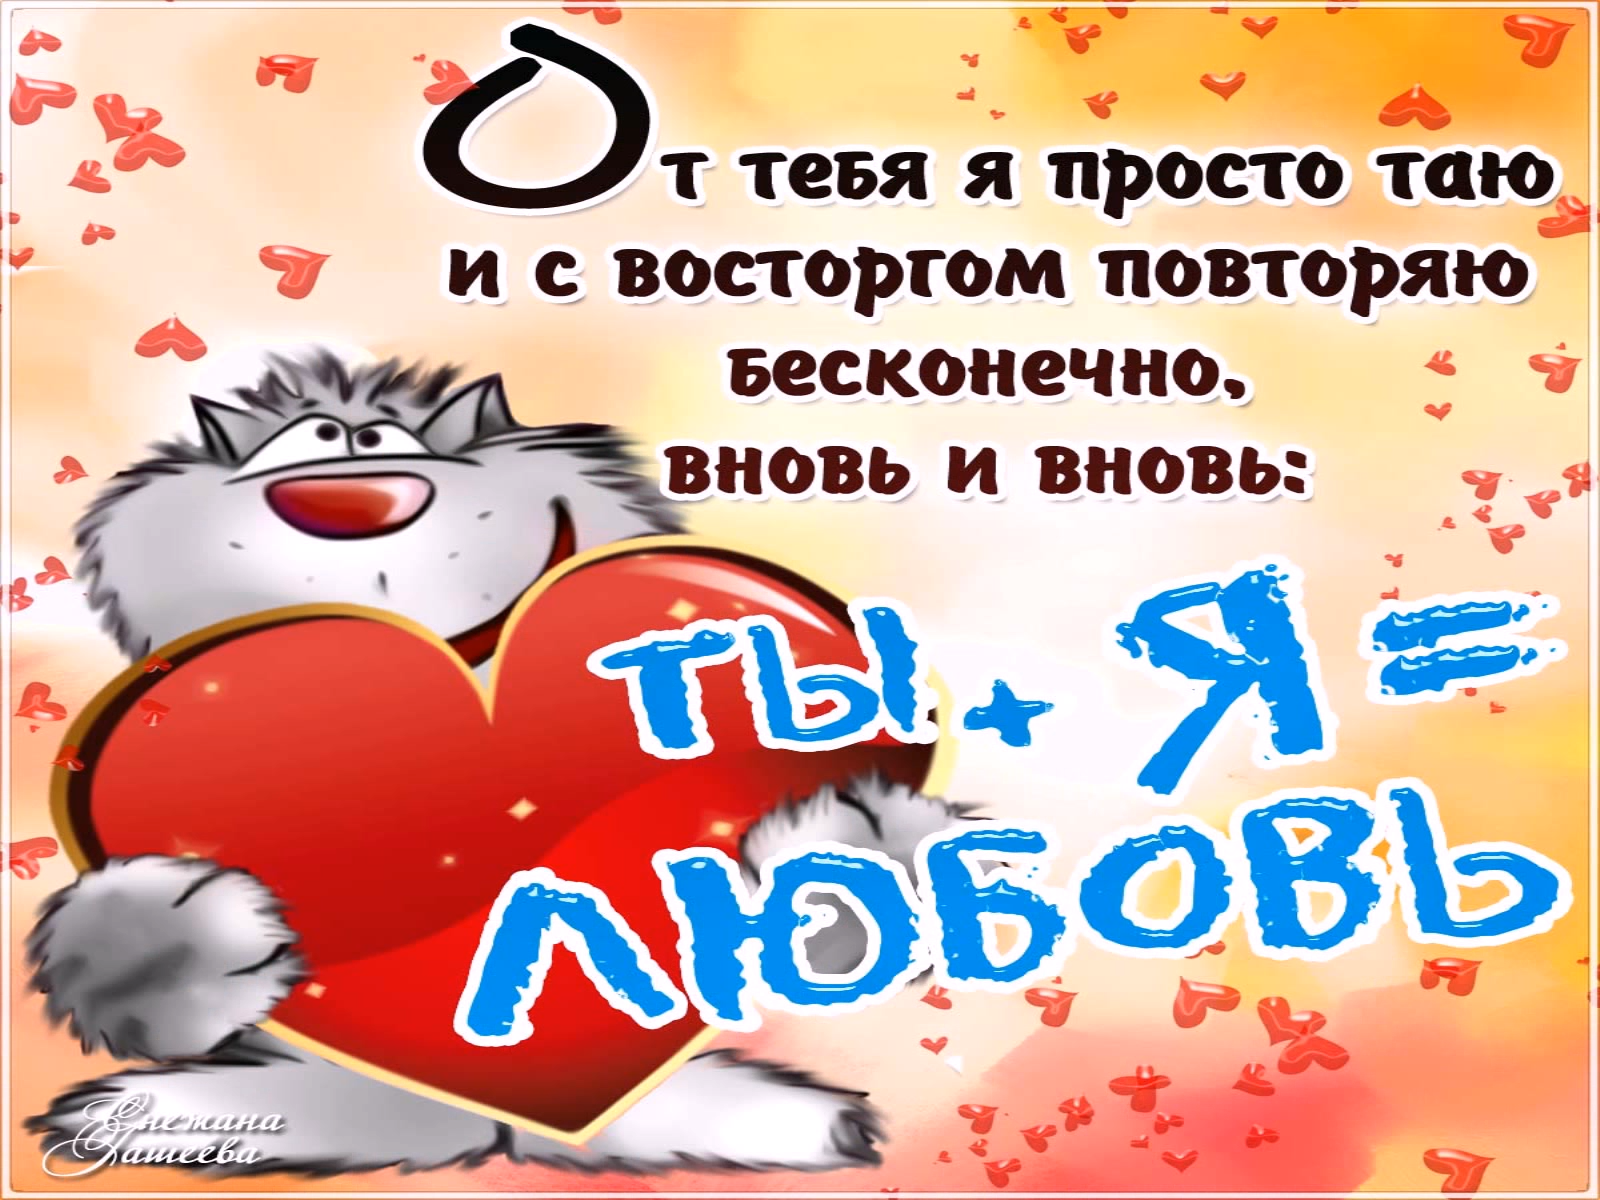 От тебя я просто таю
и с восторгом повторяю
бесконечно,
вновь и вновь:
ты + я =
любовь
Снежана
Гашеева